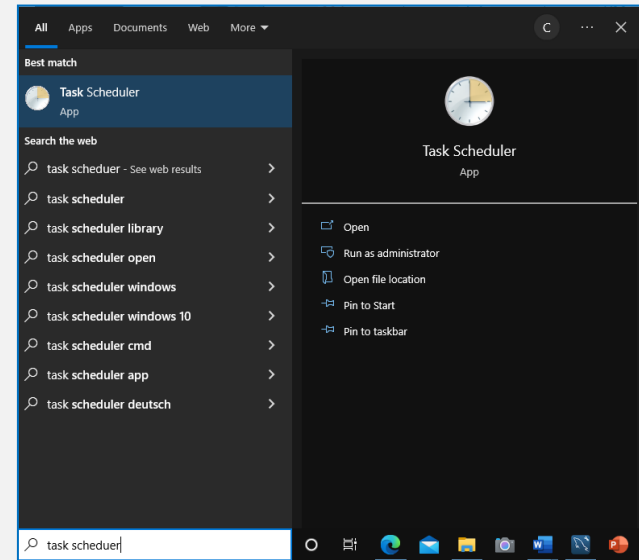 All Apps Documents Web More C ...
Best match
Task Scheduler
App
Search the web
task scheduer - See web results
task scheduler
task scheduler library
task scheduler open
task scheduler windows
task scheduler windows 10
task scheduler cmd
task scheduler app
task scheduler deutsch
Task Scheduler
App
Open
Run as administrator
Open file location
Pin to Start
Pin to taskbar
task scheduer